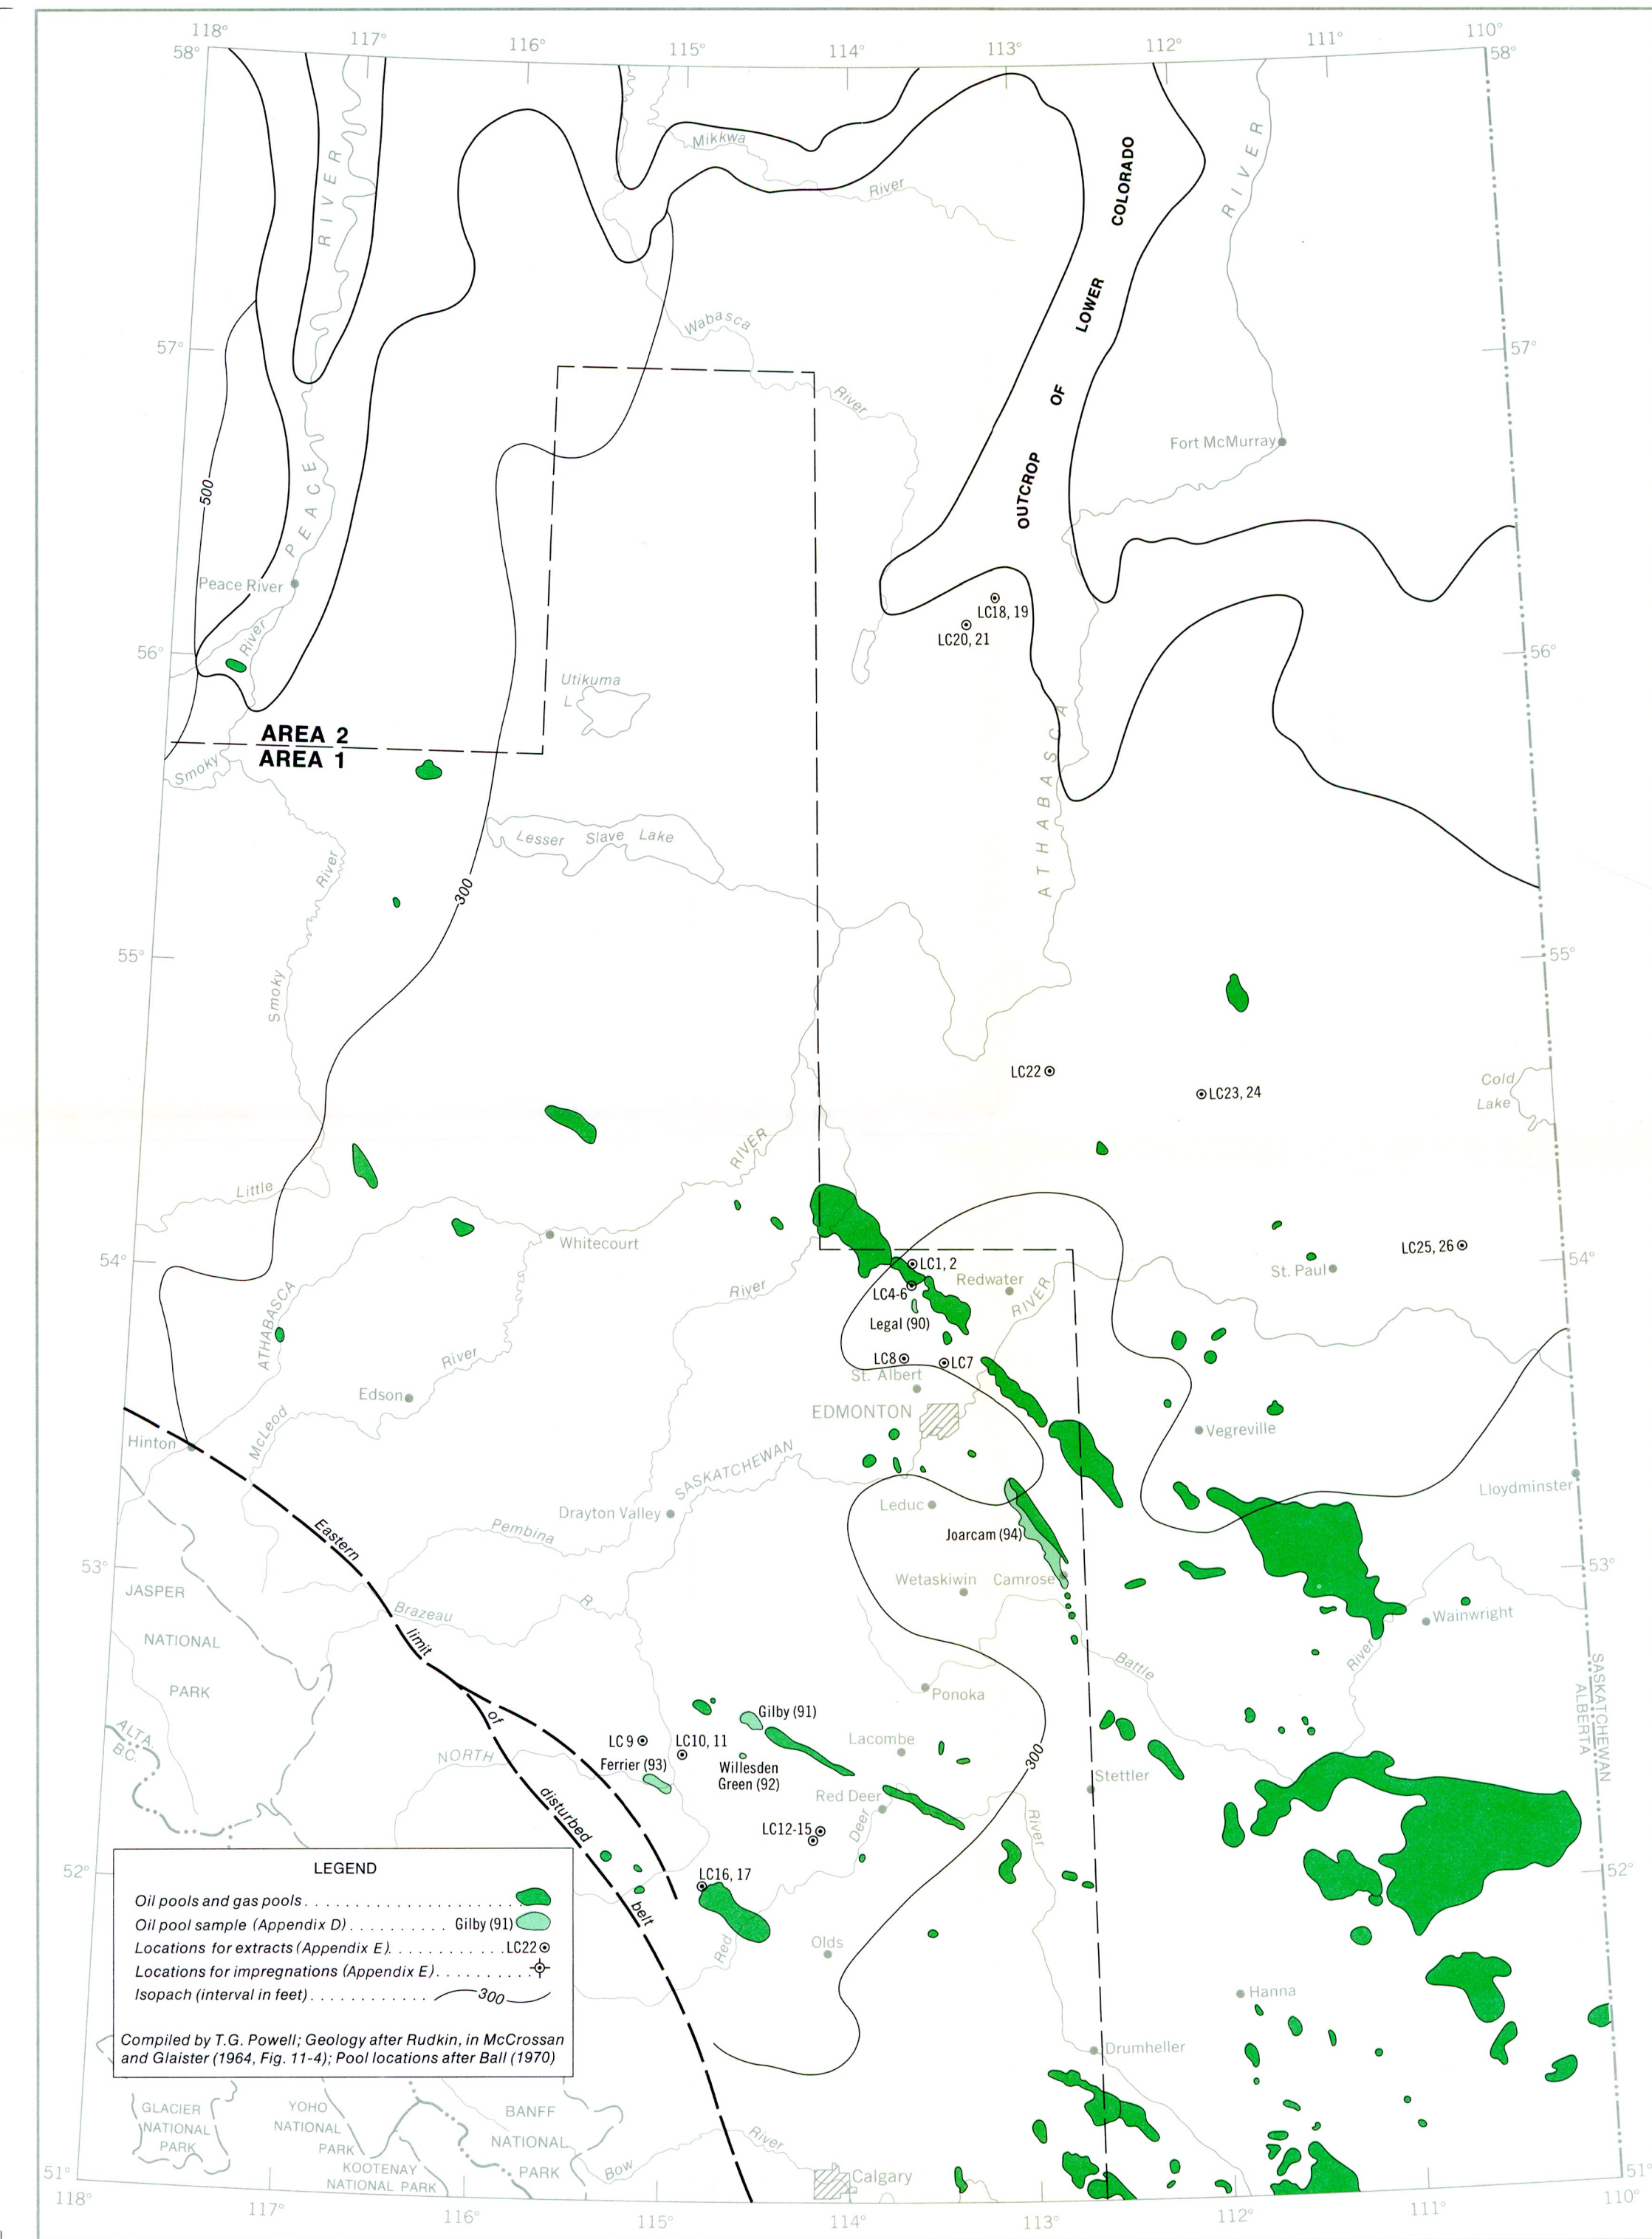 118° 117° 116° 115° 114° 113° 112° 111° 110°
58° 58°
Mikkwa
River
RIVER
COLORADO
RIVER
LOWER
Wabasca
River
57° 57°
OF
Fort McMurray
500
OUTCROP
PEACE
Peace River
River
LC18, 19
LC20, 21
56° 56°
Utikuma
L
AREA 2
AREA 1
Smoky
ATHABASCA
Lesser Slave Lake
River
300
55° 55°
Smoky
LC22
LC23, 24
Cold
Lake
RIVER
Little
Whitecourt
54° 54°
LC25, 26
St. Paul
LC1, 2
Redwater
LC4-6
River
RIVER
Legal (90)
ATHABASCA
LC8
LC7
St. Albert
River
Edson
EDMONTON
McLeod
Vegreville
Hinton
SASKATCHEWAN
Lloydminster
Leduc
Drayton Valley
Pembina
Joarcam (94)
Eastern
53° 53°
JASPER
NATIONAL
PARK
Wetaskiwin
Camrose
R.
Brazeau
Wainwright
limit
River
Battle
SASKATCHEWAN
ALBERTA
Ponoka
ALTA.
B.C.
of
Gilby (91)
LC 9
LC10, 11
Lacombe
NORTH
Ferrier (93)
Willesden
Green (92)
300
Stettler
Red Deer
disturbed
LC12-15
Deer
River
52° 52°
LC16, 17
belt
Red
Olds
Hanna
Drumheller
LEGEND
Oil pools and gas pools
Oil pool sample (Appendix D) Gilby (91)
Locations for extracts (Appendix E) LC22
Locations for impregnations (Appendix E)
Isopach (interval in feet) 300
Compiled by T.G. Powell; Geology after Rudkin, in McCrossan
and Glaister (1964, Fig. 11-4); Pool locations after Ball (1970)
GLACIER
NATIONAL
PARK
YOHO
NATIONAL
PARK
KOOTENAY
NATIONAL PARK
BANFF
NATIONAL
PARK
Bow
River
Calgary
51° 51°
118° 117° 116° 115° 114° 113° 112° 111° 110°